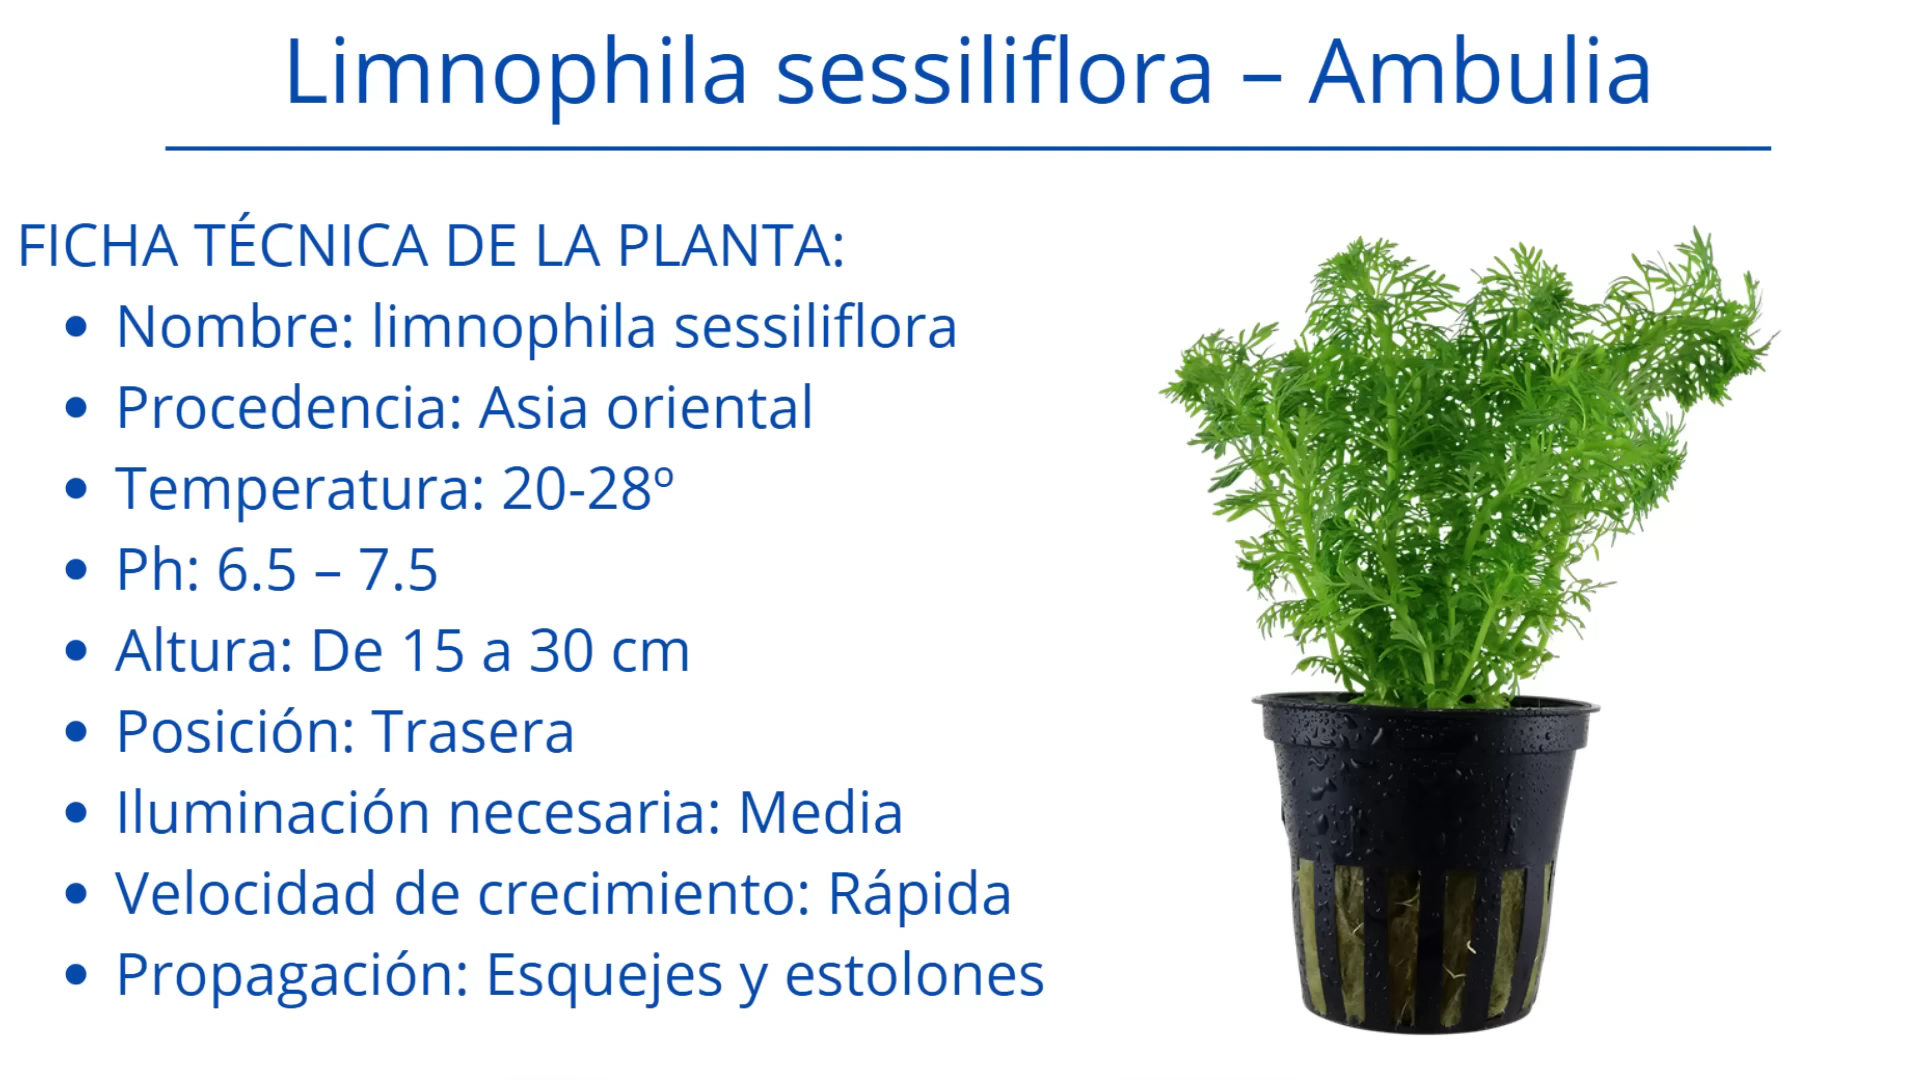 Limnophila sessiliflora – Ambulia
FICHA TÉCNICA DE LA PLANTA:
• Nombre: limnophila sessiliflora
• Procedencia: Asia oriental
• Temperatura: 20-28º
• Ph: 6.5 – 7.5
• Altura: De 15 a 30 cm
• Posición: Trasera
• Iluminación necesaria: Media
• Velocidad de crecimiento: Rápida
• Propagación: Esquejes y estolones